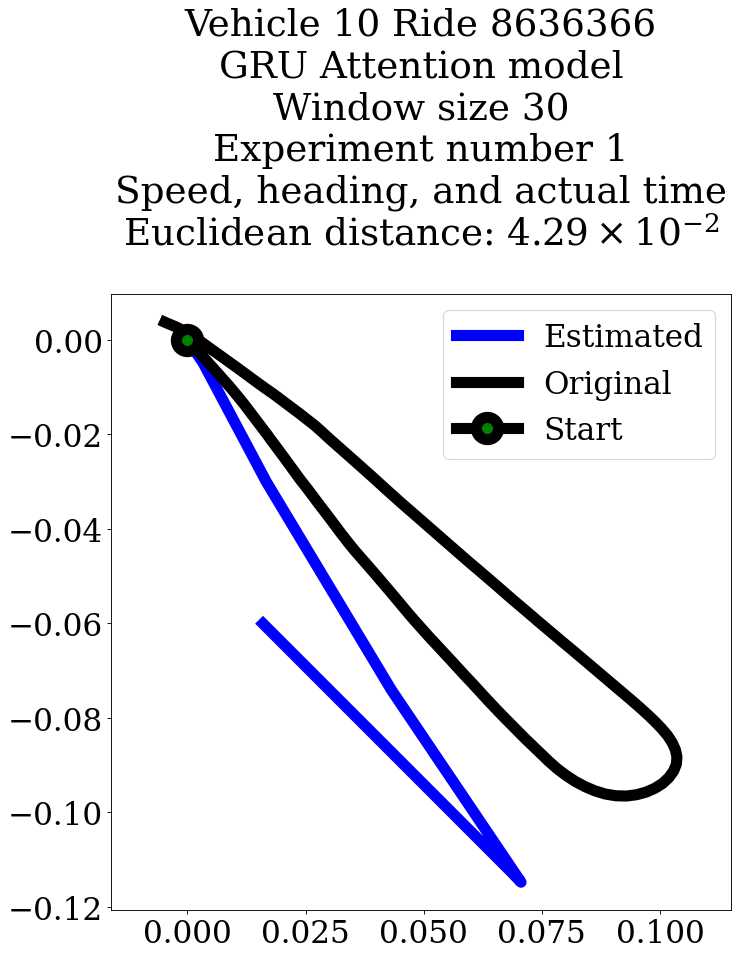 Vehicle 10 Ride 8636366
GRU Attention model
Window size 30
Experiment number 1
Speed, heading, and actual time
Euclidean distance: 4.29 × 10⁻²
Estimated
Original
Start
0.00
−0.02
−0.04
−0.06
−0.08
−0.10
−0.12
0.000 0.025 0.050 0.075 0.100